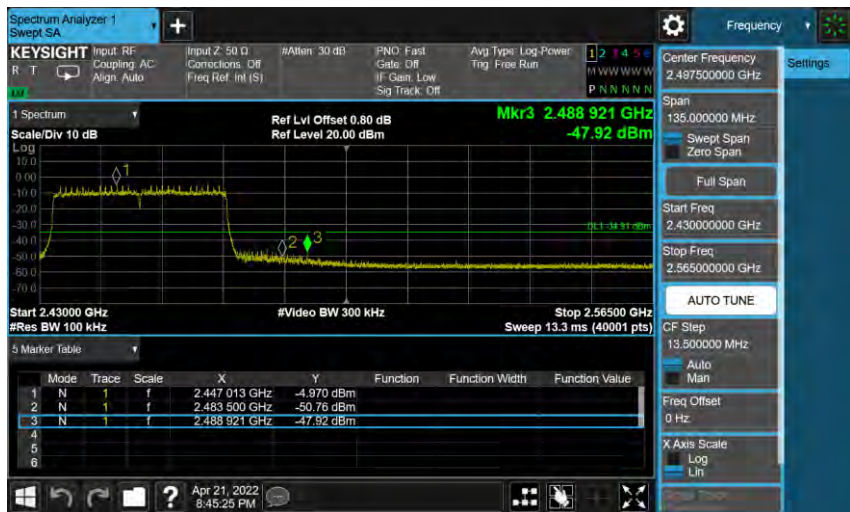 Spectrum Analyzer 1
Swept SA
+
Frequency
KEYSIGHT
R T
Input: RF
Coupling: AC
Align: Auto
Input Z: 50 Ω
Corrections: Off
Freq Ref: Int (S)
#Atten: 30 dB
PNO: Fast
Gate: Off
IF Gain: Low
Sig Track: Off
Avg Type: Log-Power
Trig: Free Run
1 2 3 4 5 6
M W W W W W
P N N N N N
Center Frequency
2.497500000 GHz
Settings
Span
135.000000 MHz
Swept Span
Zero Span
Full Span
Start Freq
2.430000000 GHz
Stop Freq
2.565000000 GHz
AUTO TUNE
CF Step
13.500000 MHz
Auto
Man
Freq Offset
0 Hz
X Axis Scale
Log
Lin
1 Spectrum
Scale/Div 10 dB
Ref Lvl Offset 0.80 dB
Ref Level 20.00 dBm
Mkr3 2.488 921 GHz
-47.92 dBm
Log
10.0
0.00
-10.0
-20.0
-30.0
-40.0
-50.0
-60.0
-70.0
1
2
3
DL1 -34.91 dBm
Start 2.43000 GHz
#Res BW 100 kHz
#Video BW 300 kHz
Stop 2.56500 GHz
Sweep 13.3 ms (40001 pts)
5 Marker Table
Mode Trace Scale X Y Function Function Width Function Value
1 N 1 f 2.447 013 GHz -4.970 dBm
2 N 1 f 2.483 500 GHz -50.76 dBm
3 N 1 f 2.488 921 GHz -47.92 dBm
4
5
6
?
Apr 21, 2022
8:45:25 PM